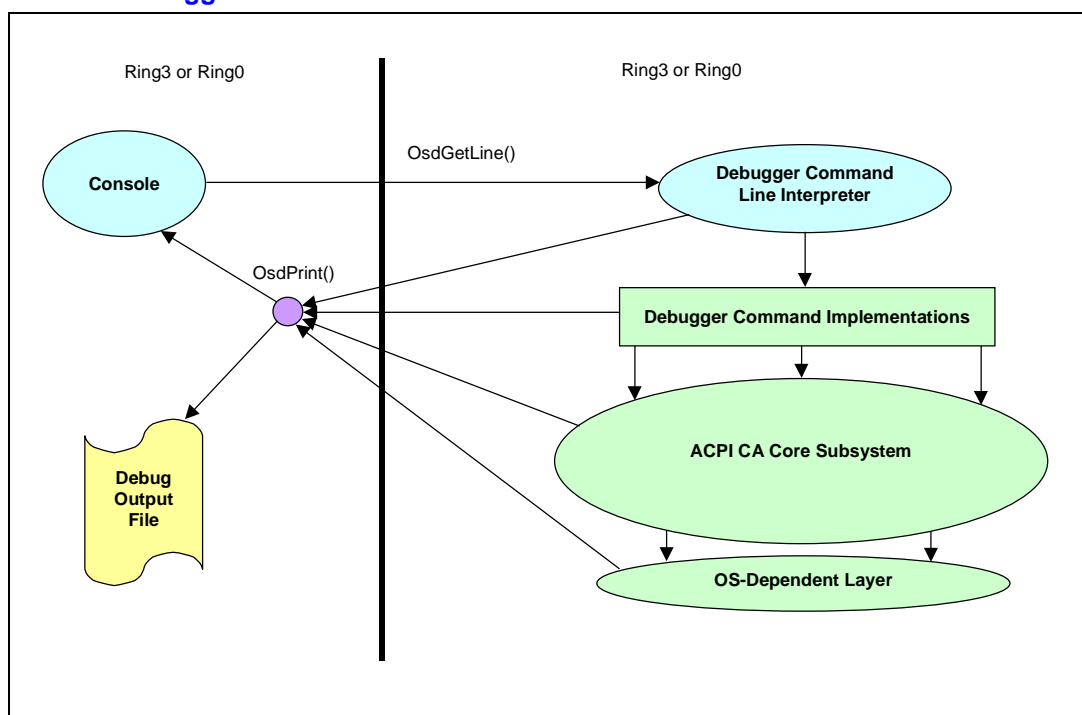 Ring3 or Ring0
Ring3 or Ring0
OsdGetLine()
Console
Debugger Command
Line Interpreter
OsdPrint()
Debugger Command Implementations
ACPI CA Core Subsystem
Debug
Output
File
OS-Dependent Layer